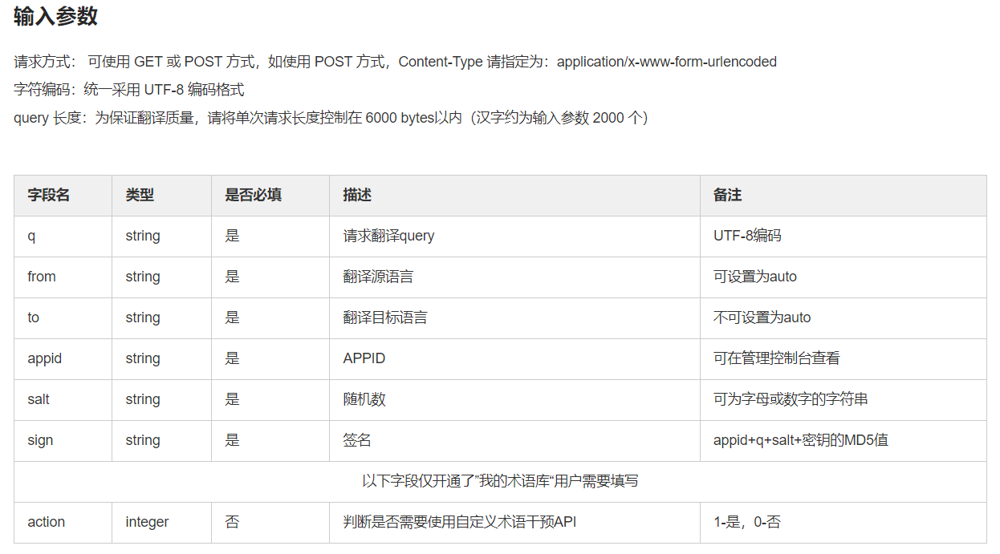 输入参数
请求方式： 可使用 GET 或 POST 方式，如使用 POST 方式，Content-Type 请指定为：application/x-www-form-urlencoded
字符编码：统一采用 UTF-8 编码格式
query 长度：为保证翻译质量，请将单次请求长度控制在 6000 bytes以内（汉字约为输入参数 2000 个）
字段名 类型 是否必填 描述 备注
q string 是 请求翻译query UTF-8编码
from string 是 翻译源语言 可设置为auto
to string 是 翻译目标语言 不可设置为auto
appid string 是 APPID 可在管理控制台查看
salt string 是 随机数 可为字母或数字的字符串
sign string 是 签名 appid+q+salt+密钥的MD5值
以下字段仅开通了”我的术语库“用户需要填写
action integer 否 判断是否需要使用自定义术语干预API 1-是，0-否